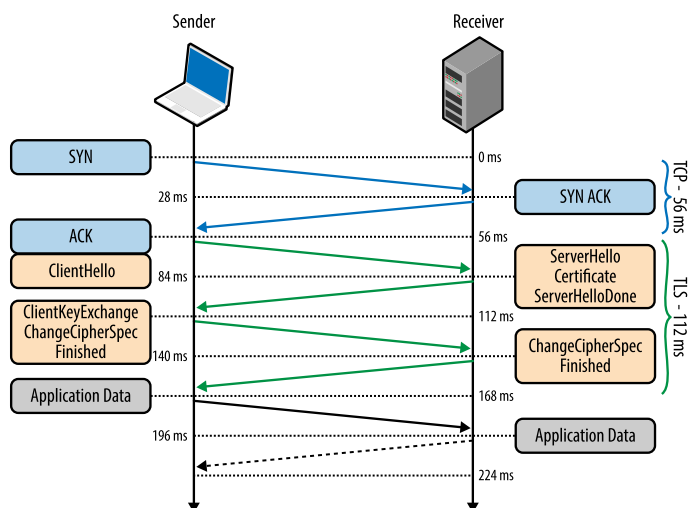 Sender
Receiver
SYN
0 ms
28 ms
SYN ACK
TCP - 56 ms
ACK
56 ms
ClientHello
84 ms
ServerHello
Certificate
ServerHelloDone
TLS - 112 ms
ClientKeyExchange
ChangeCipherSpec
Finished
112 ms
140 ms
ChangeCipherSpec
Finished
Application Data
168 ms
196 ms
Application Data
224 ms